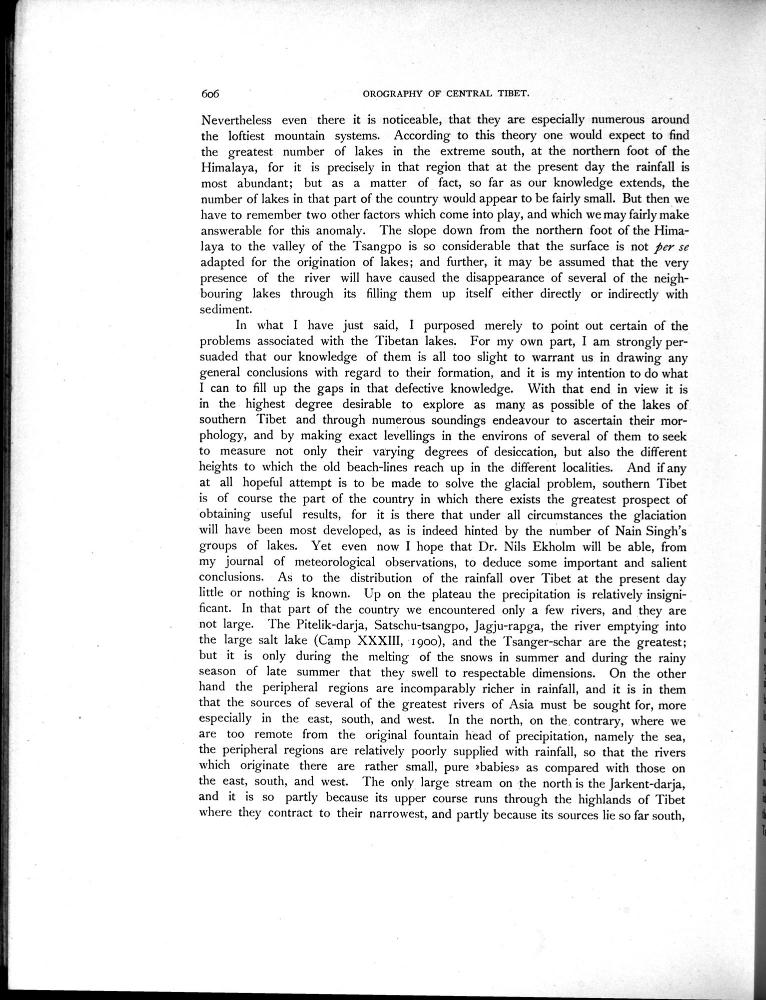 606 OROGRAPHY OF CENTRAL TIBET.
Nevertheless even there it is noticeable, that they are especially numerous around
the loftiest mountain systems. According to this theory one would expect to find
the greatest number of lakes in the extreme south, at the northern foot of the
Himalaya, for it is precisely in that region that at the present day the rainfall is
most abundant; but as a matter of fact, so far as our knowledge extends, the
number of lakes in that part of the country would appear to be fairly small. But then we
have to remember two other factors which come into play, and which we may fairly make
answerable for this anomaly. The slope down from the northern foot of the Hima-
laya to the valley of the Tsangpo is so considerable that the surface is not per se
adapted for the origination of lakes; and further, it may be assumed that the very
presence of the river will have caused the disappearance of several of the neigh-
bouring lakes through its filling them up itself either directly or indirectly with
sediment.
In what I have just said, I purposed merely to point out certain of the
problems associated with the Tibetan lakes. For my own part, I am strongly per-
suaded that our knowledge of them is all too slight to warrant us in drawing any
general conclusions with regard to their formation, and it is my intention to do what
I can to fill up the gaps in that defective knowledge. With that end in view it is
in the highest degree desirable to explore as many as possible of the lakes of
southern Tibet and through numerous soundings endeavour to ascertain their mor-
phology, and by making exact levellings in the environs of several of them to seek
to measure not only their varying degrees of desiccation, but also the different
heights to which the old beach-lines reach up in the different localities. And if any
at all hopeful attempt is to be made to solve the glacial problem, southern Tibet
is of course the part of the country in which there exists the greatest prospect of
obtaining useful results, for it is there that under all circumstances the glaciation
will have been most developed, as is indeed hinted by the number of Nain Singh's
groups of lakes. Yet even now I hope that Dr. Nils Ekholm will be able, from
my journal of meteorological observations, to deduce some important and salient
conclusions. As to the distribution of the rainfall over Tibet at the present day
little or nothing is known. Up on the plateau the precipitation is relatively insigni-
ficant. In that part of the country we encountered only a few rivers, and they are
not large. The Pitelik-darja, Satschu-tsangpo, Jagju-rapga, the river emptying into
the large salt lake (Camp XXXIII, 1900), and the Tsanger-schar are the greatest;
but it is only during the melting of the snows in summer and during the rainy
season of late summer that they swell to respectable dimensions. On the other
hand the peripheral regions are incomparably richer in rainfall, and it is in them
that the sources of several of the greatest rivers of Asia must be sought for, more
especially in the east, south, and west. In the north, on the contrary, where we
are too remote from the original fountain head of precipitation, namely the sea,
the peripheral regions are relatively poorly supplied with rainfall, so that the rivers
which originate there are rather small, pure »babies» as compared with those on
the east, south, and west. The only large stream on the north is the Jarkent-darja,
and it is so partly because its upper course runs through the highlands of Tibet
where they contract to their narrowest, and partly because its sources lie so far south,